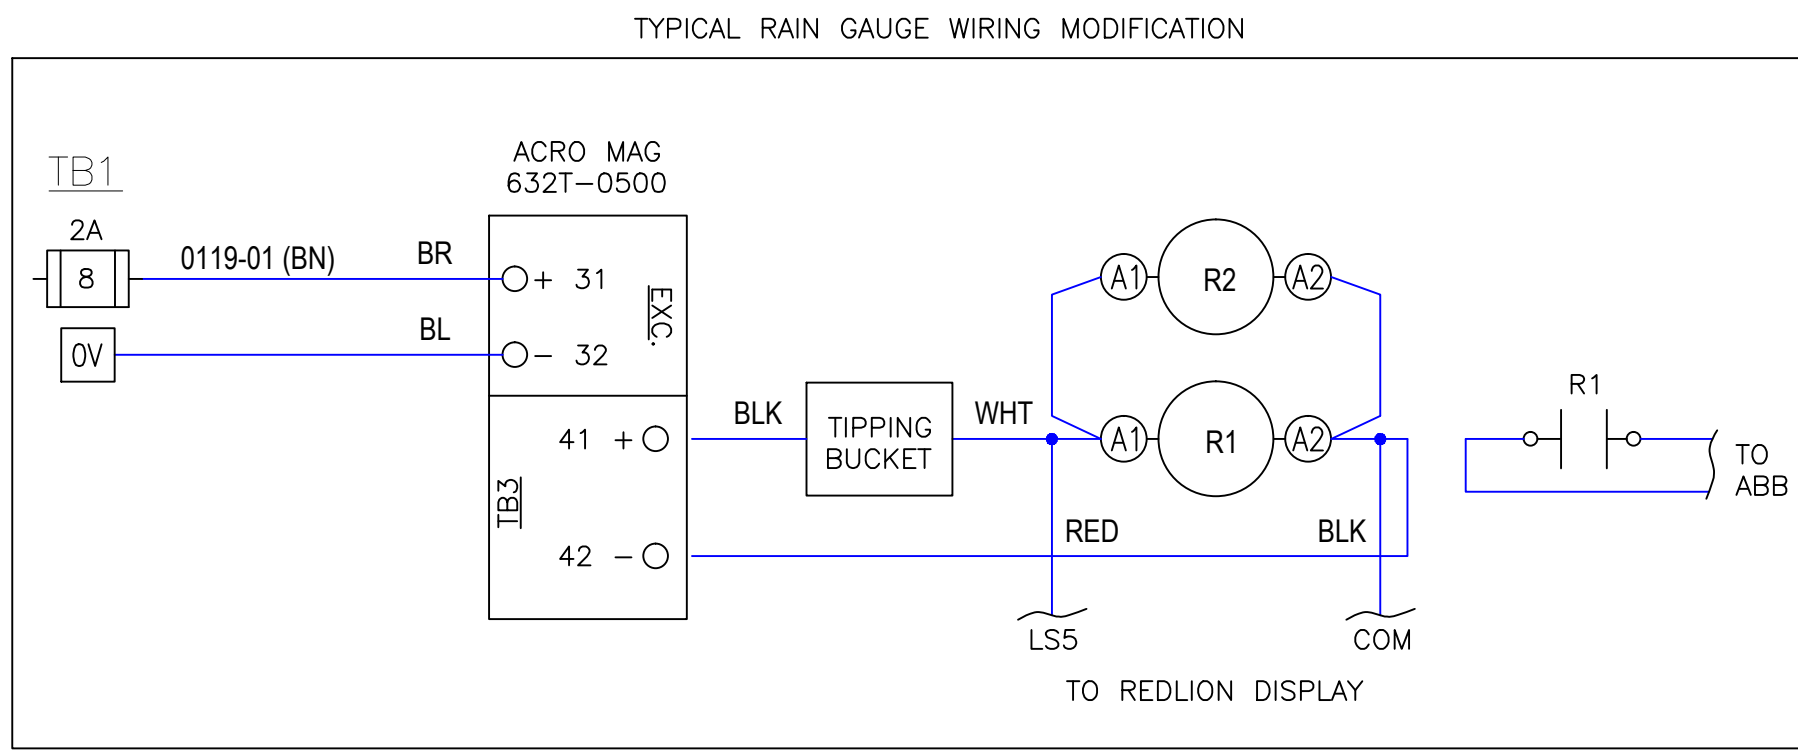 TYPICAL RAIN GAUGE WIRING MODIFICATION
TB1
2A
8
0V
0119-01 (BN)
BR
BL
ACRO MAG
632T-0500
+ 31
- 32
EXC.
41 +
42 -
TB3
BLK
TIPPING
BUCKET
WHT
A1
R2
A2
A1
R1
A2
RED
BLK
LS5
COM
TO REDLION DISPLAY
R1
TO
ABB